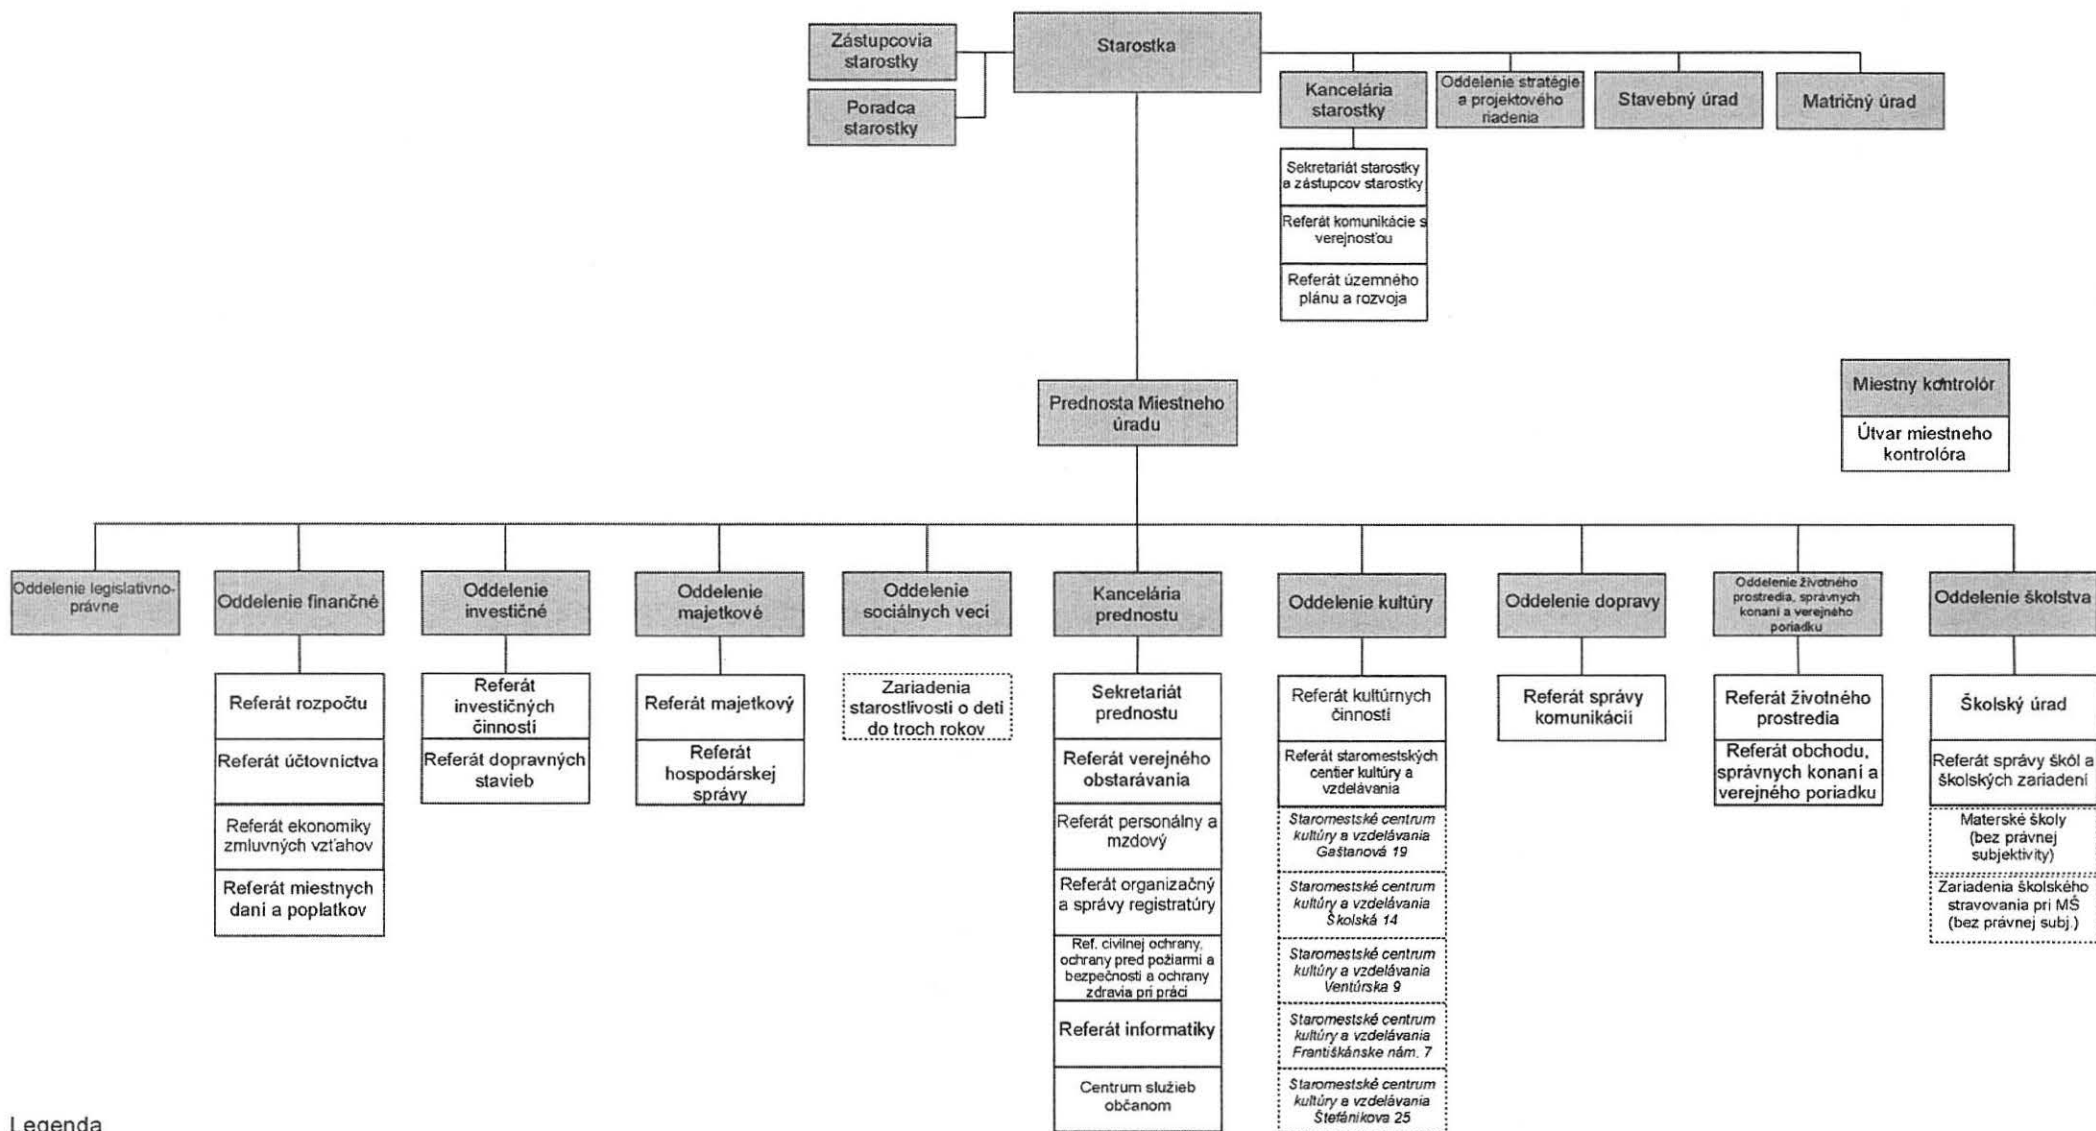 Zástupcovia
starostky
Starostka
Poradca
starostky
Kancelária
starostky
Oddelenie stratégie
a projektového
riadenia
Stavebný úrad
Matričný úrad
Sekretariát starostky
a zástupcov starostky
Referát komunikácie s
verejnosťou
Referát územného
plánu a rozvoja
Prednosta Miestneho
úradu
Miestny kontrolór
Útvar miestneho
kontrolóra
Oddelenie legislatívno-
právne
Oddelenie finančné
Referát rozpočtu
Referát účtovníctva
Referát ekonomiky
zmluvných vzťahov
Referát miestnych
daní a poplatkov
Oddelenie
investičné
Referát
investičných
činností
Referát dopravných
stavieb
Oddelenie
majetkové
Referát majetkový
Referát
hospodárskej
správy
Oddelenie
sociálnych vecí
Zariadenia
starostlivosti o deti
do troch rokov
Kancelária
prednostu
Sekretariát
prednostu
Referát verejného
obstarávania
Referát personálny a
mzdový
Referát organizačný
a správy registratúry
Ref. civilnej ochrany,
ochrany pred požiarmi a
bezpečnosti a ochrany
zdravia pri práci
Referát informatiky
Centrum služieb
občanom
Oddelenie kultúry
Referát kultúrnych
činností
Referát staromestských
centier kultúry a
vzdelávania
Staromestské centrum
kultúry a vzdelávania
Gaštanová 19
Staromestské centrum
kultúry a vzdelávania
Školská 14
Staromestské centrum
kultúry a vzdelávania
Ventúrska 9
Staromestské centrum
kultúry a vzdelávania
Františkánske nám. 7
Staromestské centrum
kultúry a vzdelávania
Štefánikova 25
Oddelenie dopravy
Referát správy
komunikácií
Oddelenie životného
prostredia, správnych
konaní a verejného
poriadku
Referát životného
prostredia
Referát obchodu,
správnych konaní a
verejného poriadku
Oddelenie školstva
Školský úrad
Referát správy škôl a
školských zariadení
Materské školy
(bez právnej
subjektivity)
Zariadenia školského
stravovania pri MŠ
(bez právnej subj.)
Legenda